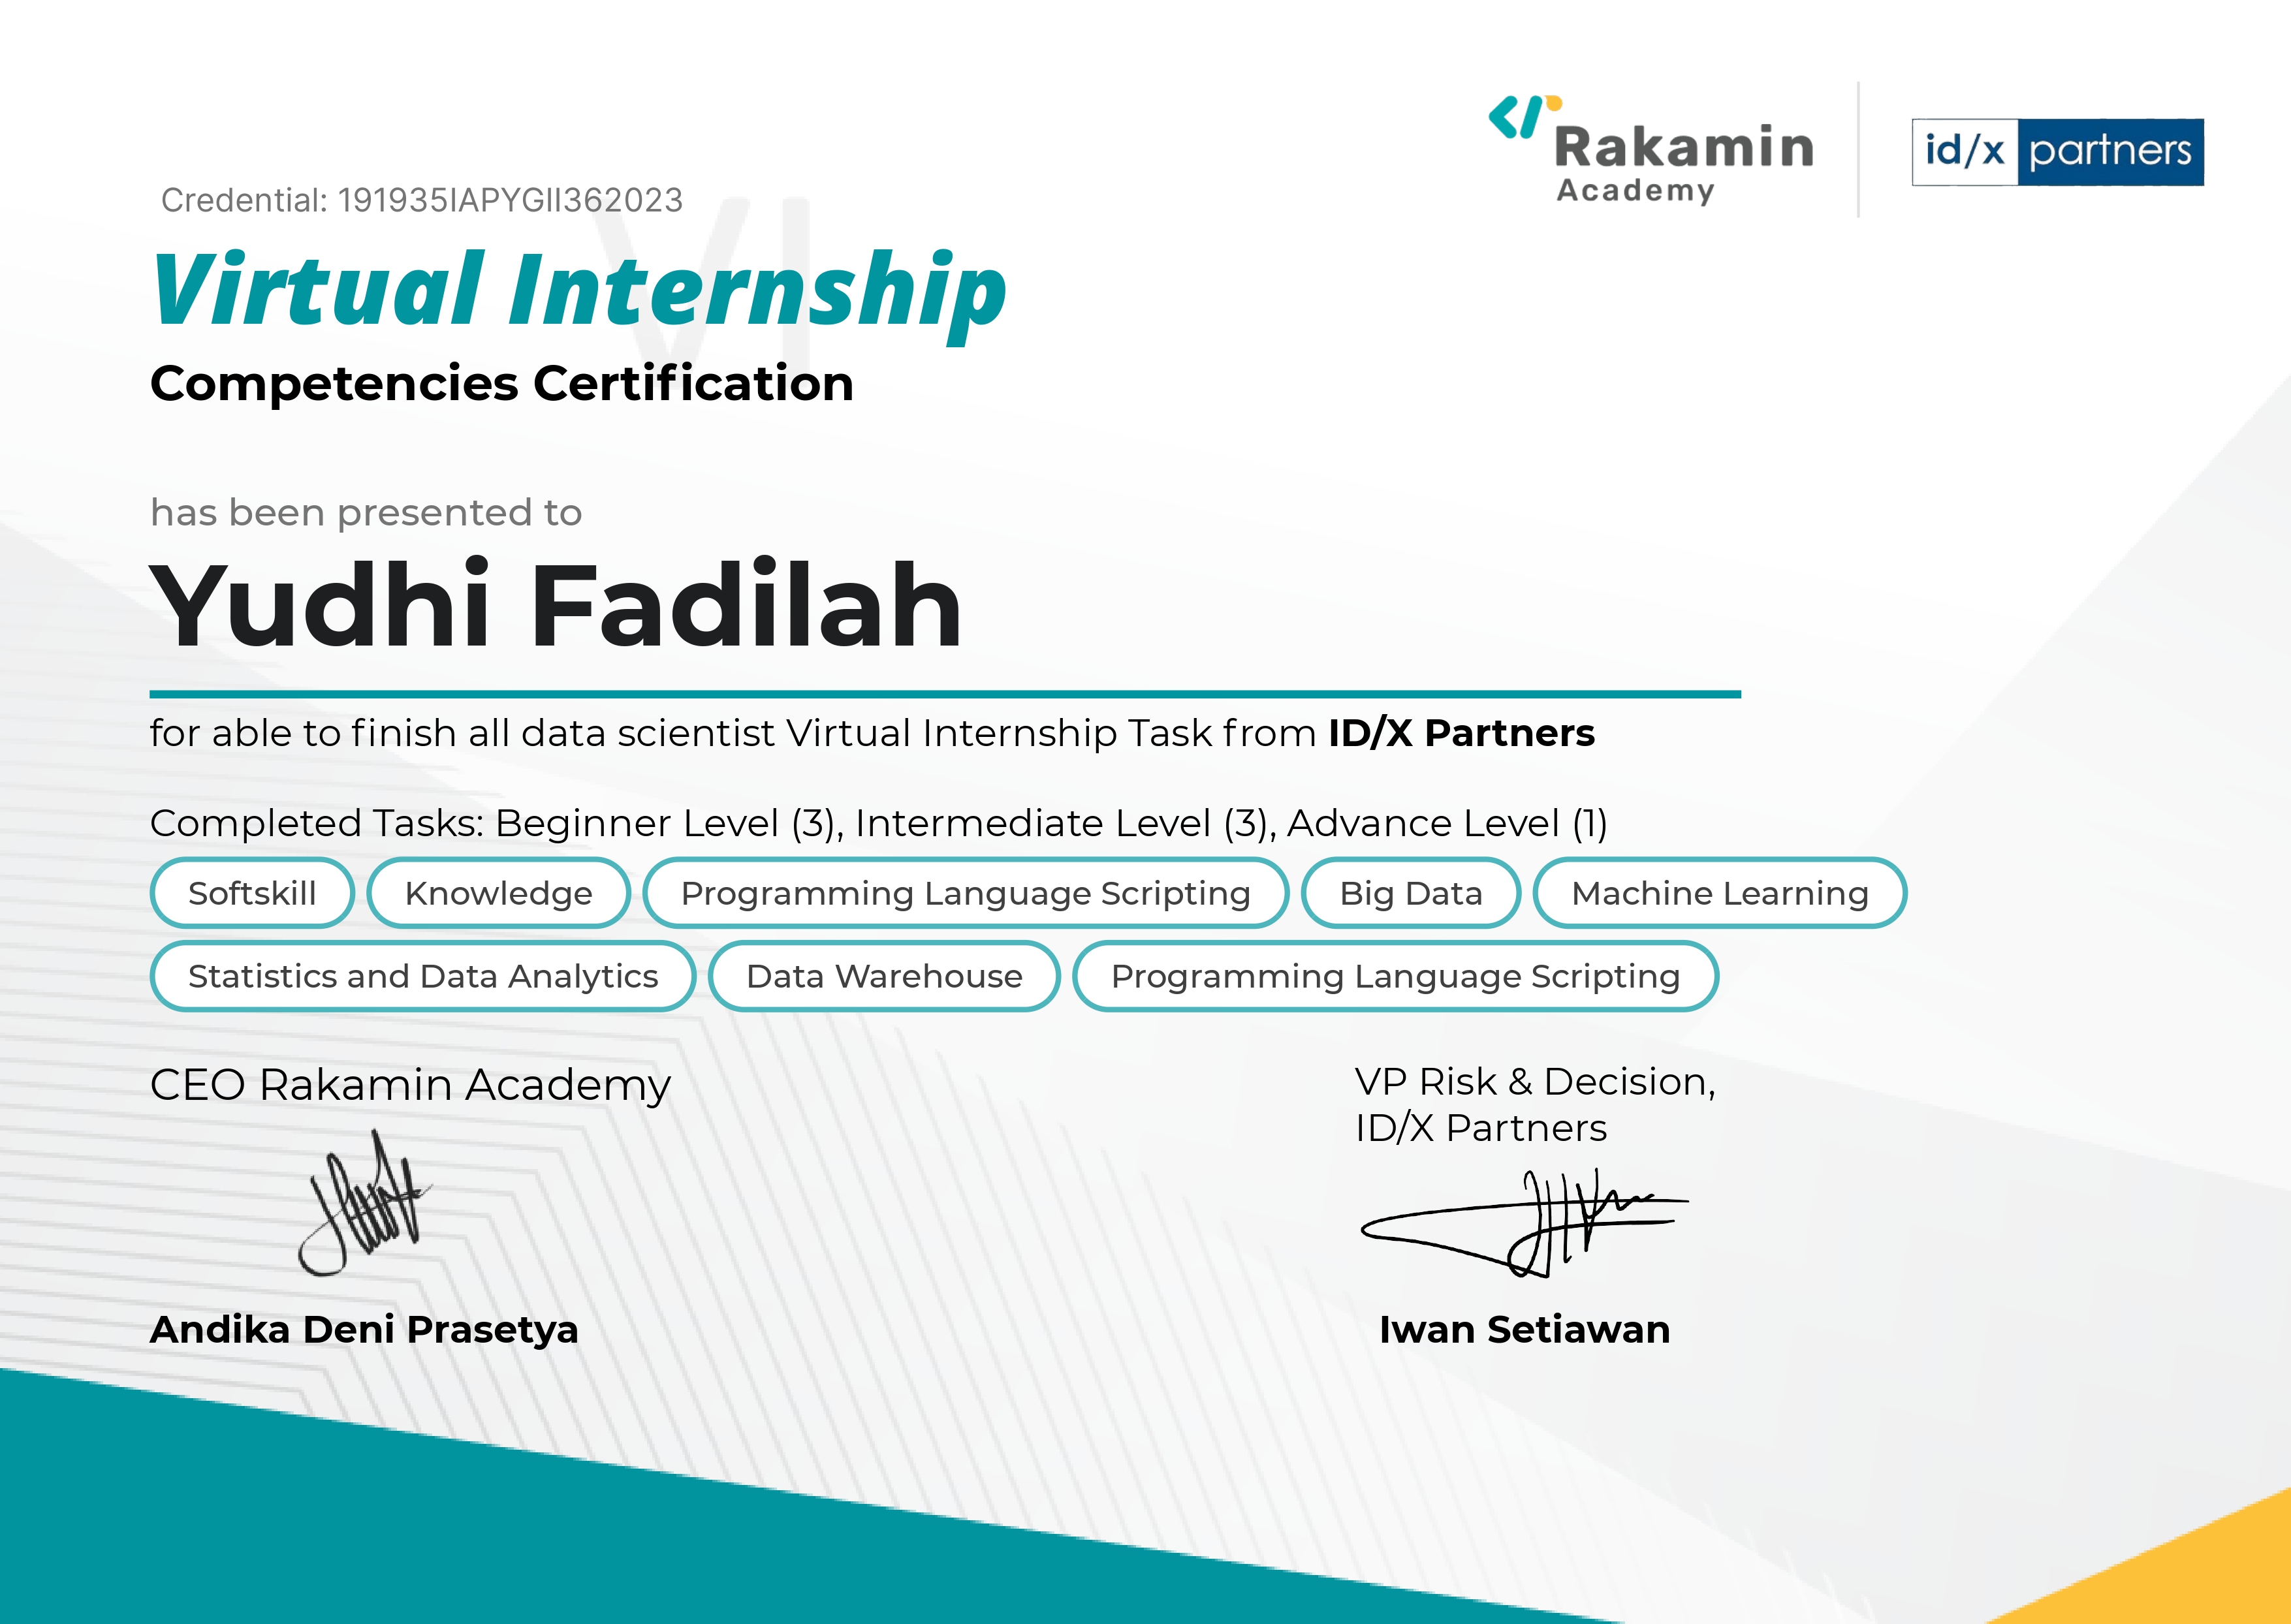 Rakamin
Academy
id/x partners
Credential: 191935IAPYGII362023
VI
Virtual Internship
Competencies Certification
has been presented to
Yudhi Fadilah
for able to finish all data scientist Virtual Internship Task from ID/X Partners
Completed Tasks: Beginner Level (3), Intermediate Level (3), Advance Level (1)
Softskill Knowledge Programming Language Scripting Big Data Machine Learning
Statistics and Data Analytics Data Warehouse Programming Language Scripting
CEO Rakamin Academy
VP Risk & Decision,
ID/X Partners
Andika Deni Prasetya
Iwan Setiawan